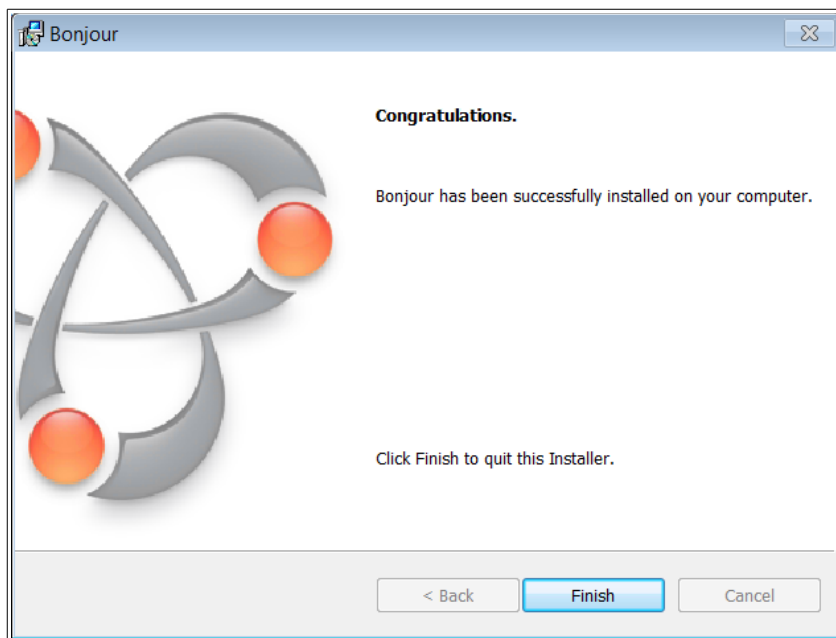 Bonjour
Congratulations.
Bonjour has been successfully installed on your computer.
Click Finish to quit this Installer.
< Back
Finish
Cancel